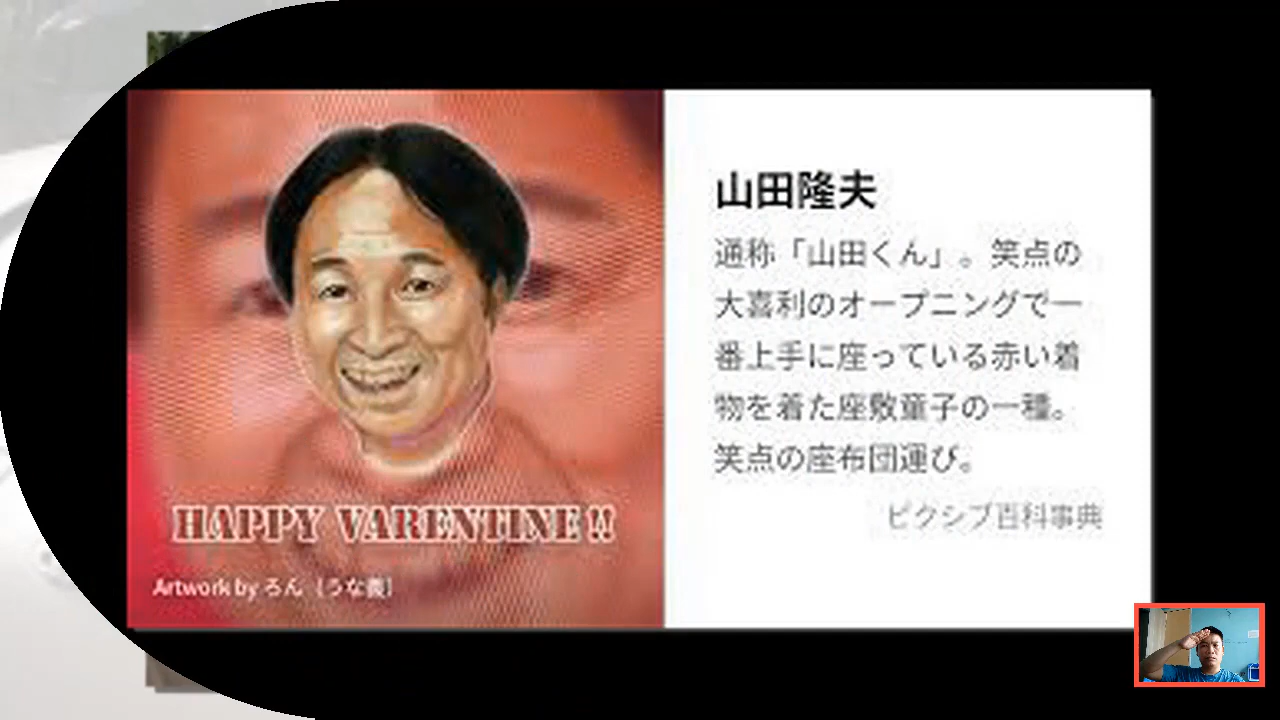 山田隆夫
通称「山田くん」。笑点の
大喜利のオープニングで一
番上手に座っている赤い着
物を着た座敷童子の一種。
笑点の座布団運び。
ピクシブ百科事典
HAPPY VARENTINE!!
Artwork by ろん（うな義）